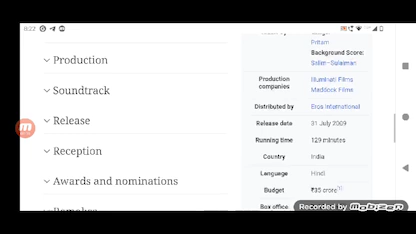 8:22
Production
Soundtrack
Release
Reception
Awards and nominations
Pritam
Background Score:
Salim–Sulaiman
Production companies
Illuminati Films
Maddock Films
Distributed by
Eros International
Release date
31 July 2009
Running time
129 minutes
Country
India
Language
Hindi
Budget
₹35 crore
Box office
Recorded by Mobizen